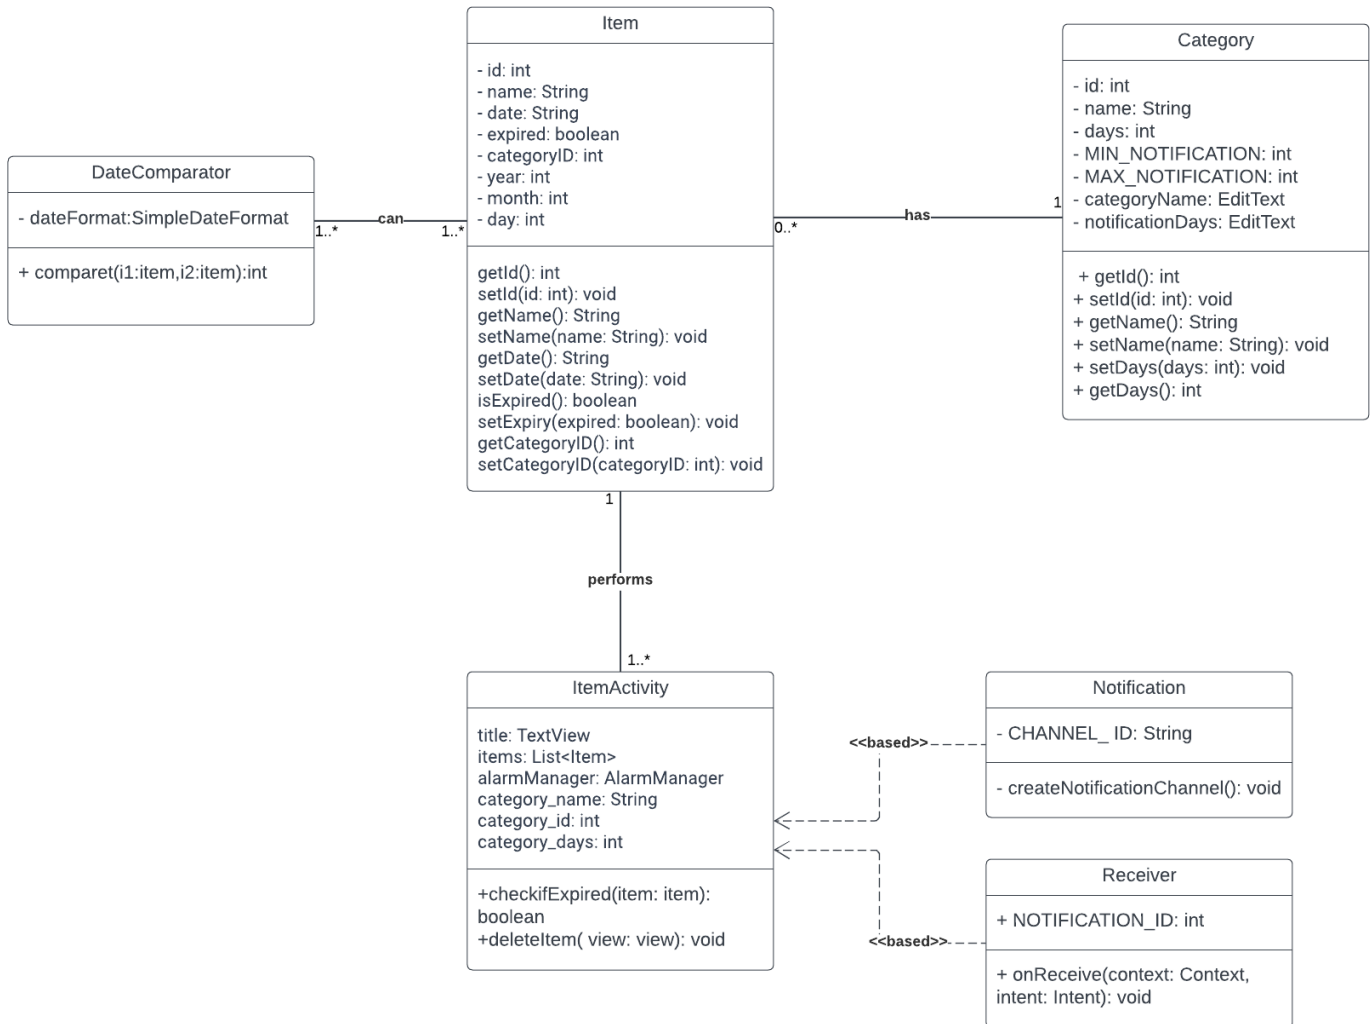 Item
- id: int
- name: String
- date: String
- expired: boolean
- categoryID: int
- year: int
- month: int
- day: int
getId(): int
setId(id: int): void
getName(): String
setName(name: String): void
getDate(): String
setDate(date: String): void
isExpired(): boolean
setExpiry(expired: boolean): void
getCategoryID(): int
setCategoryID(categoryID: int): void
Category
- id: int
- name: String
- days: int
- MIN_NOTIFICATION: int
- MAX_NOTIFICATION: int
- categoryName: EditText
- notificationDays: EditText
+ getId(): int
+ setId(id: int): void
+ getName(): String
+ setName(name: String): void
+ setDays(days: int): void
+ getDays(): int
DateComparator
- dateFormat:SimpleDateFormat
+ comparet(i1:item,i2:item):int
can
1..*
1..*
has
0..*
1
1
performs
1..*
ItemActivity
title: TextView
items: List<Item>
alarmManager: AlarmManager
category_name: String
category_id: int
category_days: int
+checkifExpired(item: item):
boolean
+deleteItem( view: view): void
<<based>>
<<based>>
Notification
- CHANNEL_ ID: String
- createNotificationChannel(): void
Receiver
+ NOTIFICATION_ID: int
+ onReceive(context: Context,
intent: Intent): void